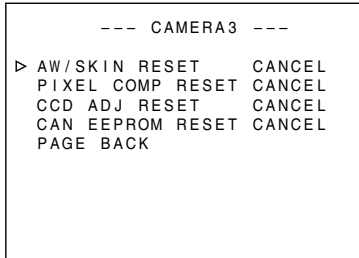 --- CAMERA3 ---
AW/SKIN RESET CANCEL
PIXEL COMP RESET CANCEL
CCD ADJ RESET CANCEL
CAN EEPROM RESET CANCEL
PAGE BACK